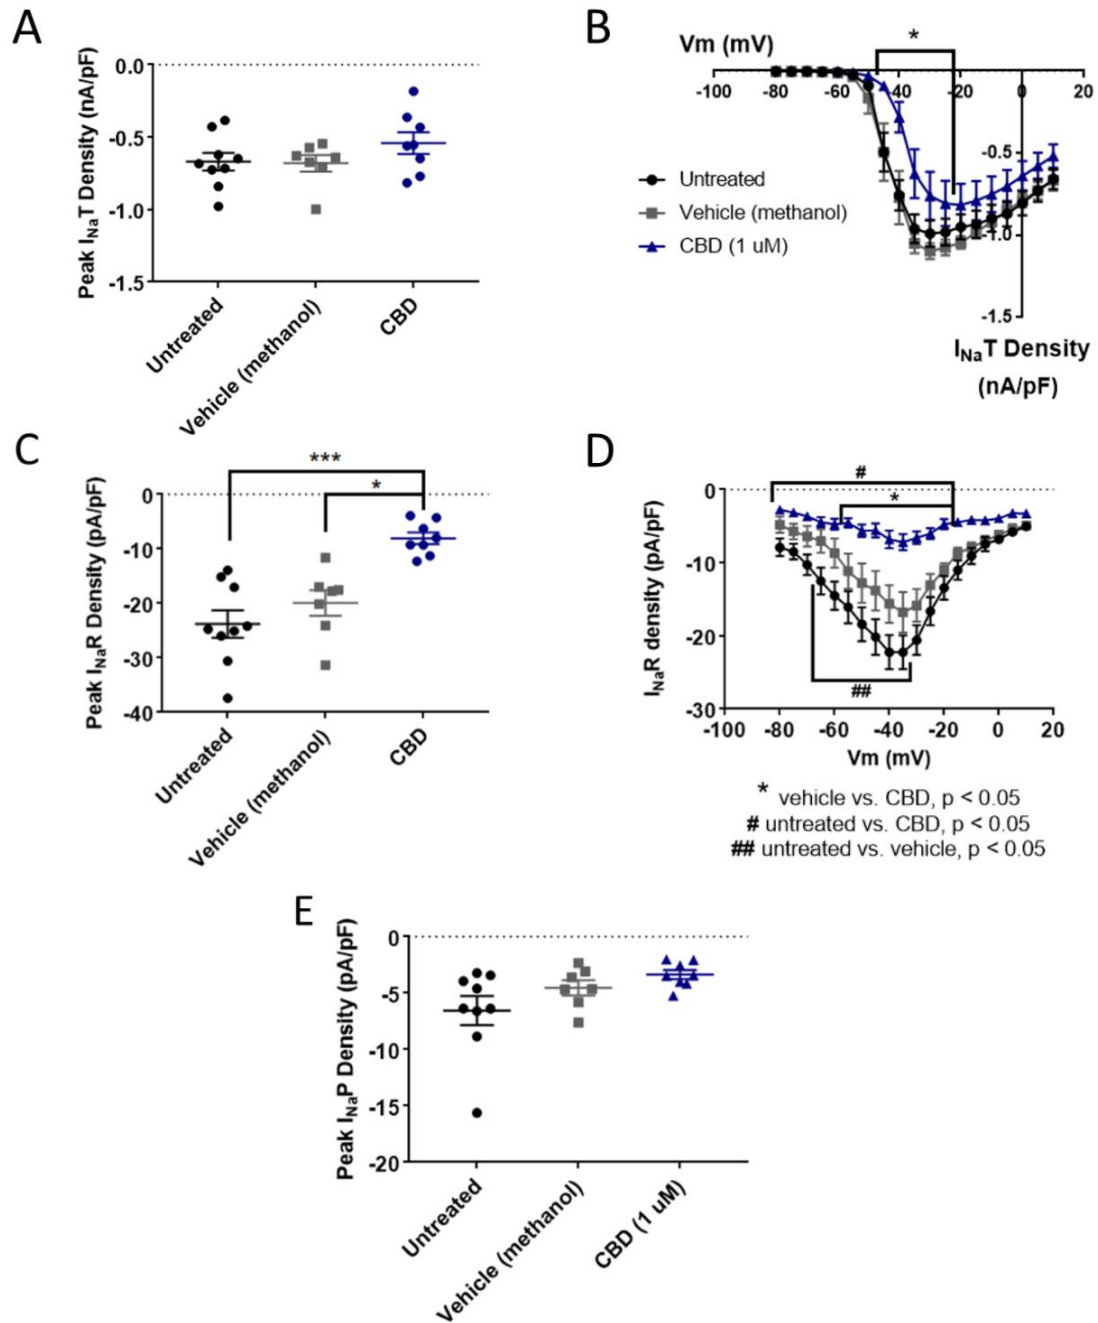 A
Peak INaT Density (nA/pF)
0.0
-0.5
-1.0
-1.5
Untreated
Vehicle (methanol)
CBD
B
Vm (mV)
*
-100
-80
-60
-40
-20
0
20
-0.5
-1.0
-1.5
Untreated
Vehicle (methanol)
CBD (1 uM)
INaT Density
(nA/pF)
C
Peak INaR Density (pA/pF)
***
*
0
-10
-20
-30
-40
Untreated
Vehicle (methanol)
CBD
D
INaR density (pA/pF)
#
*
##
0
-10
-20
-30
-100
-80
-60
-40
-20
0
20
Vm (mV)
* vehicle vs. CBD, p < 0.05
# untreated vs. CBD, p < 0.05
## untreated vs. vehicle, p < 0.05
E
Peak INaP Density (pA/pF)
0
-5
-10
-15
-20
Untreated
Vehicle (methanol)
CBD (1 uM)